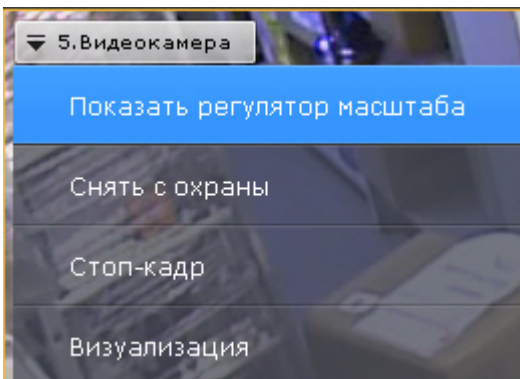 5.Видеокамера
Показать регулятор масштаба
Снять с охраны
Стоп-кадр
Визуализация